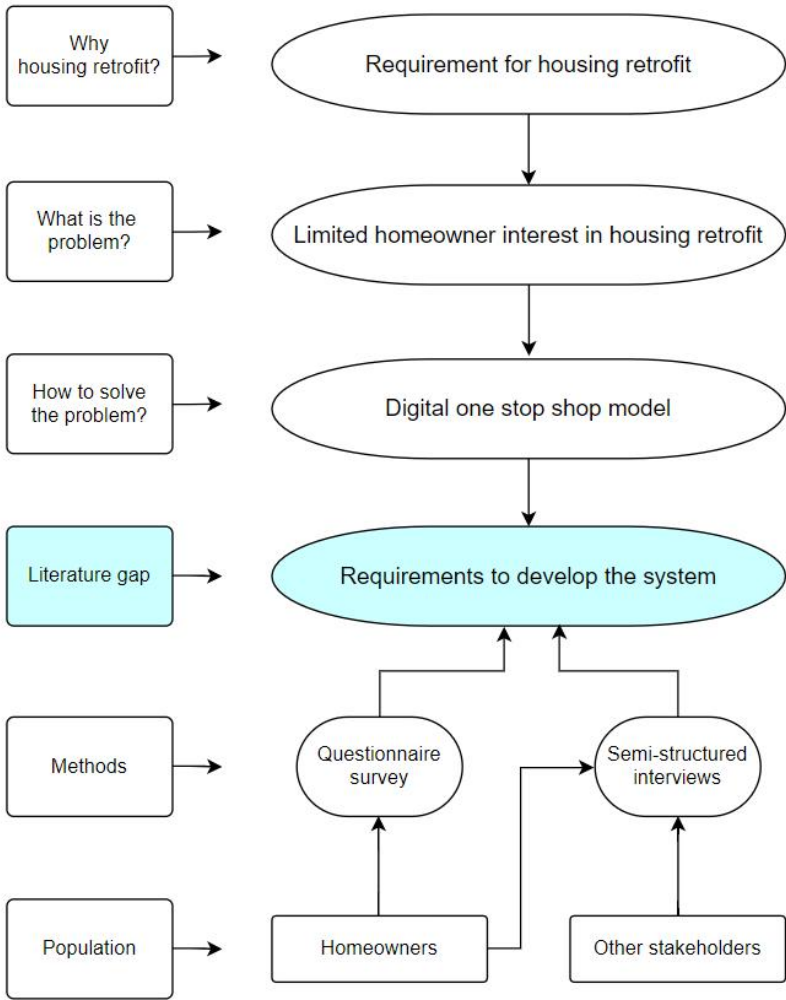 Why
housing retrofit?
Requirement for housing retrofit
What is the
problem?
Limited homeowner interest in housing retrofit
How to solve
the problem?
Digital one stop shop model
Literature gap
Requirements to develop the system
Methods
Questionnaire
survey
Semi-structured
interviews
Population
Homeowners
Other stakeholders